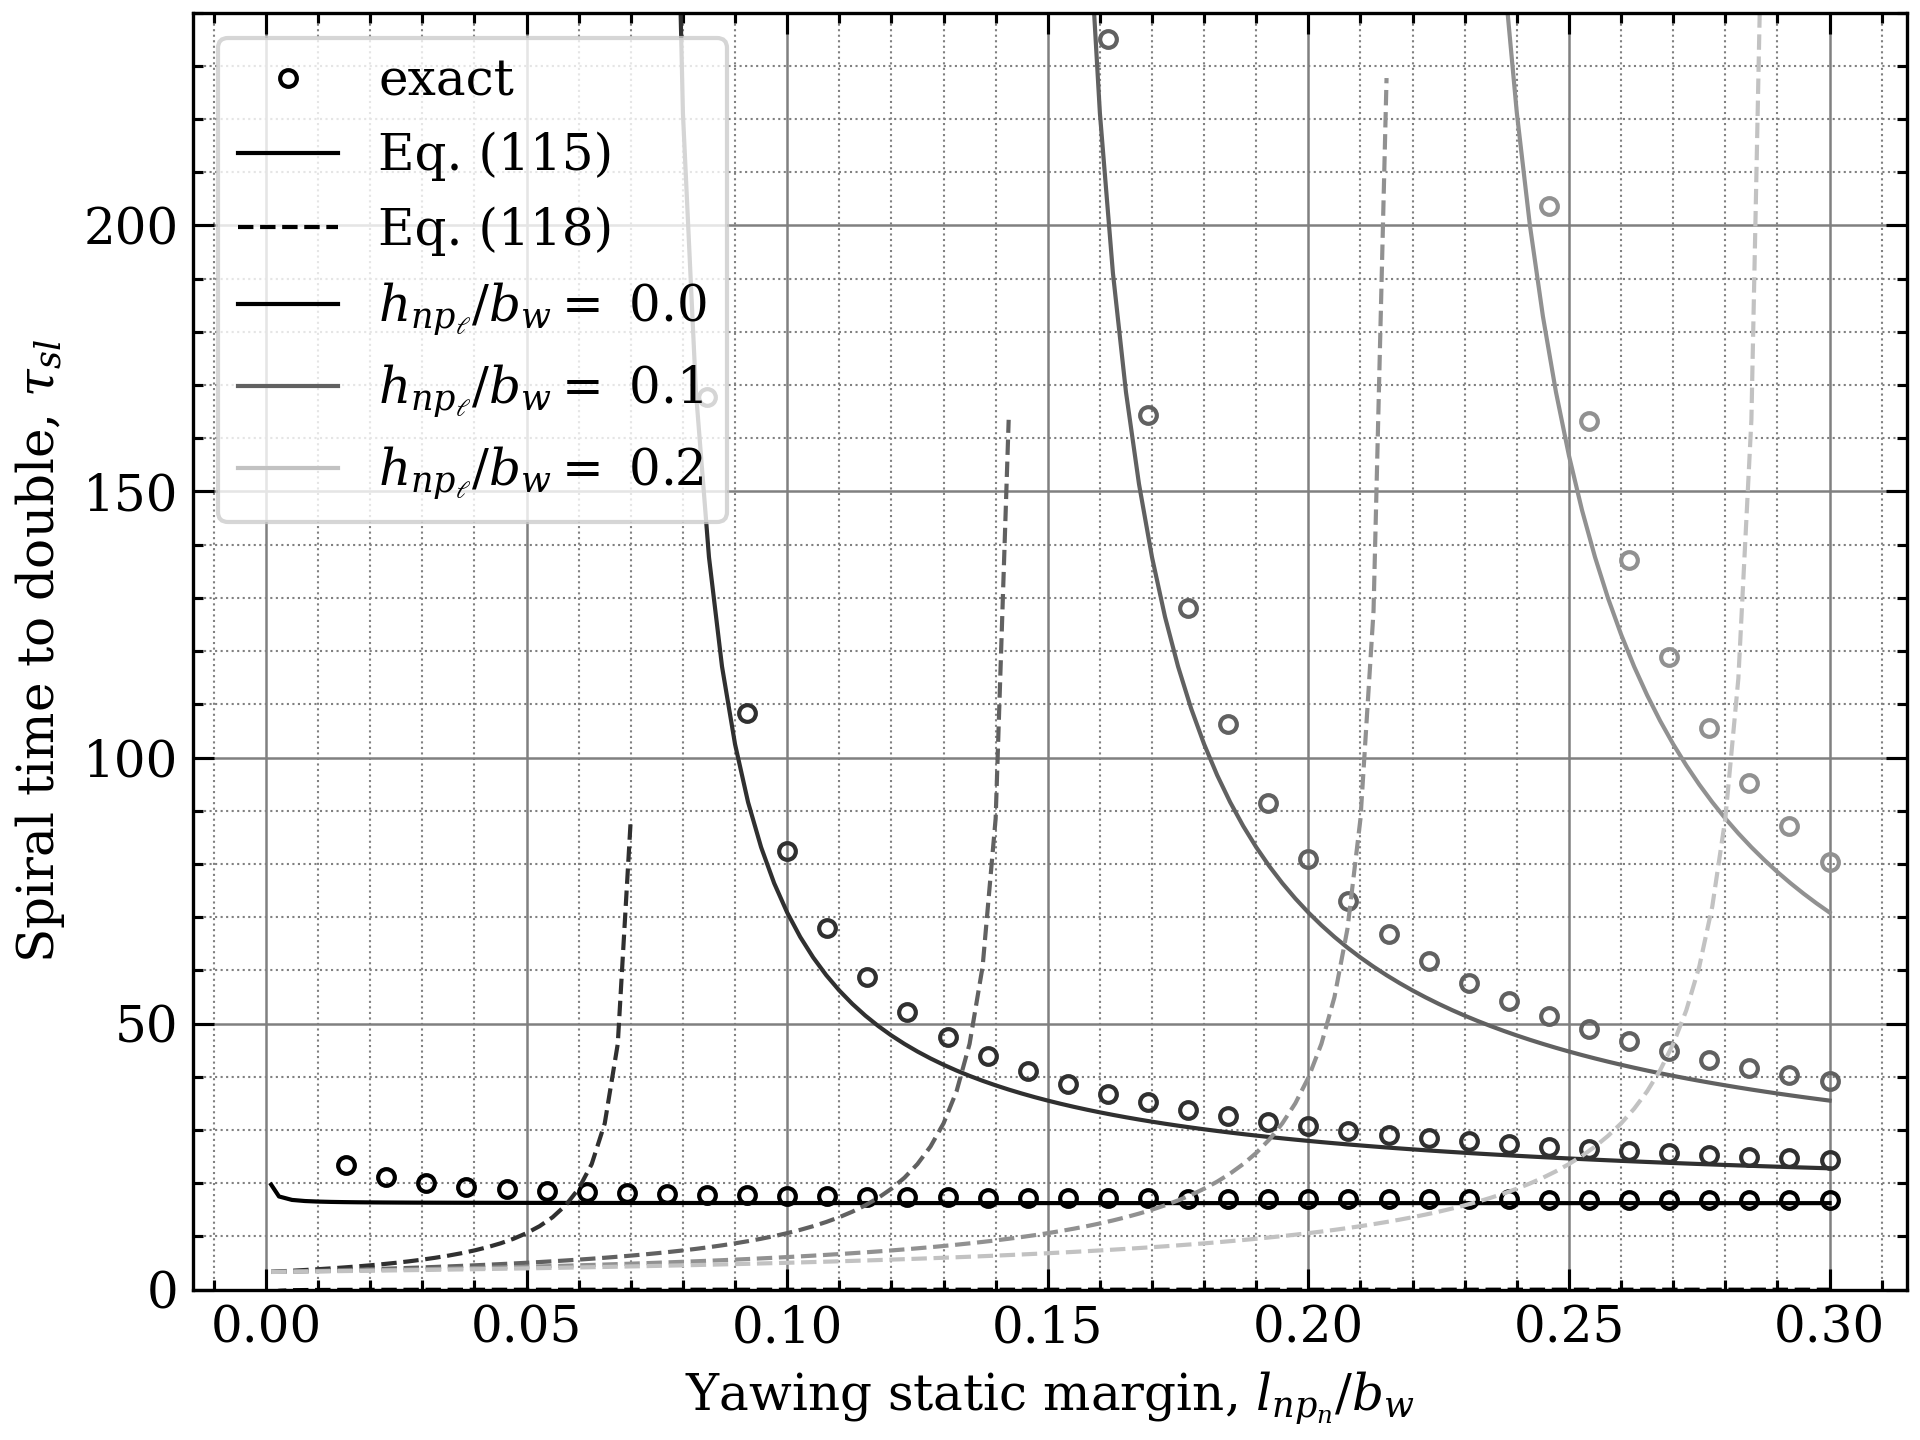 exact
Eq. (115)
Eq. (118)
h_{np_ℓ}/b_w = 0.0
h_{np_ℓ}/b_w = 0.1
h_{np_ℓ}/b_w = 0.2
200
150
100
50
0
Spiral time to double, τ_{sl}
0.00 0.05 0.10 0.15 0.20 0.25 0.30
Yawing static margin, l_{np_n}/b_w